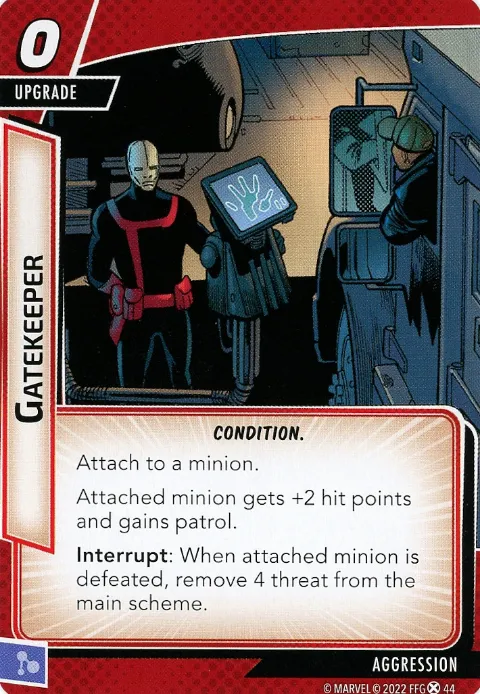 0
UPGRADE
GATEKEEPER
CONDITION.
Attach to a minion.
Attached minion gets +2 hit points
and gains patrol.
Interrupt: When attached minion is
defeated, remove 4 threat from the
main scheme.
AGGRESSION
© MARVEL © 2022 FFG 44